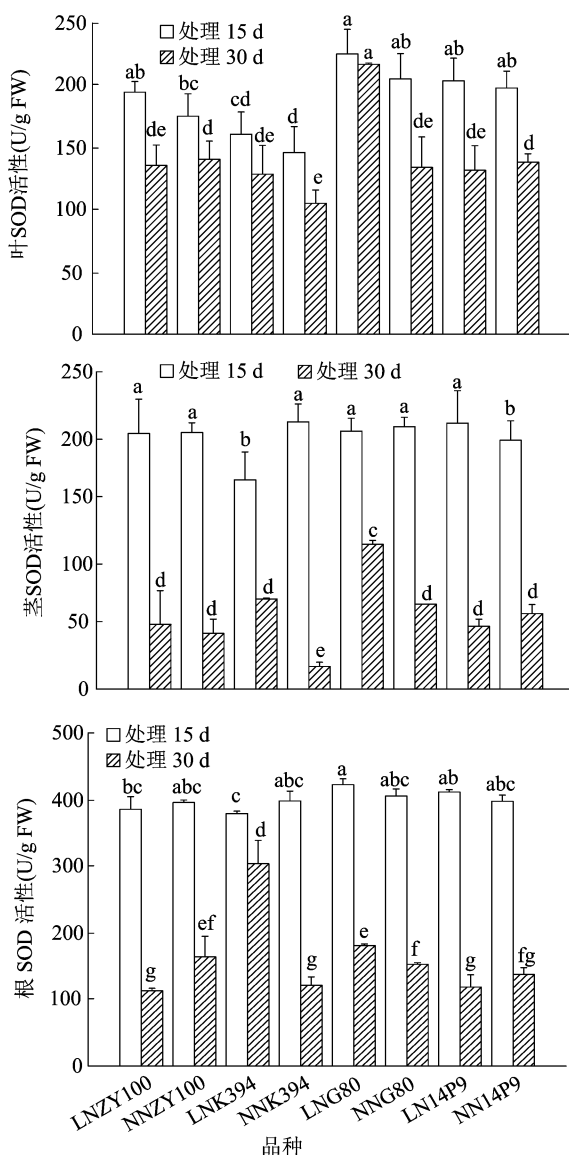 250
200
150
100
50
0
叶SOD活性(U/g FW)
处理 15 d
处理 30 d
ab
de
bc
d
cd
de
d
e
a
a
ab
de
ab
de
ab
d
250
200
150
100
50
0
茎SOD活性(U/g FW)
处理 15 d 处理 30 d
a
d
a
d
b
d
a
e
a
c
a
d
a
d
b
d
500
400
300
200
100
0
根 SOD 活性(U/g FW)
处理 15 d
处理 30 d
bc
g
abc
ef
c
d
abc
g
a
e
abc
f
ab
g
abc
fg
LNZY100
NNZY100
LNK394
NNK394
LNG80
NNG80
LN14P9
NN14P9
品种